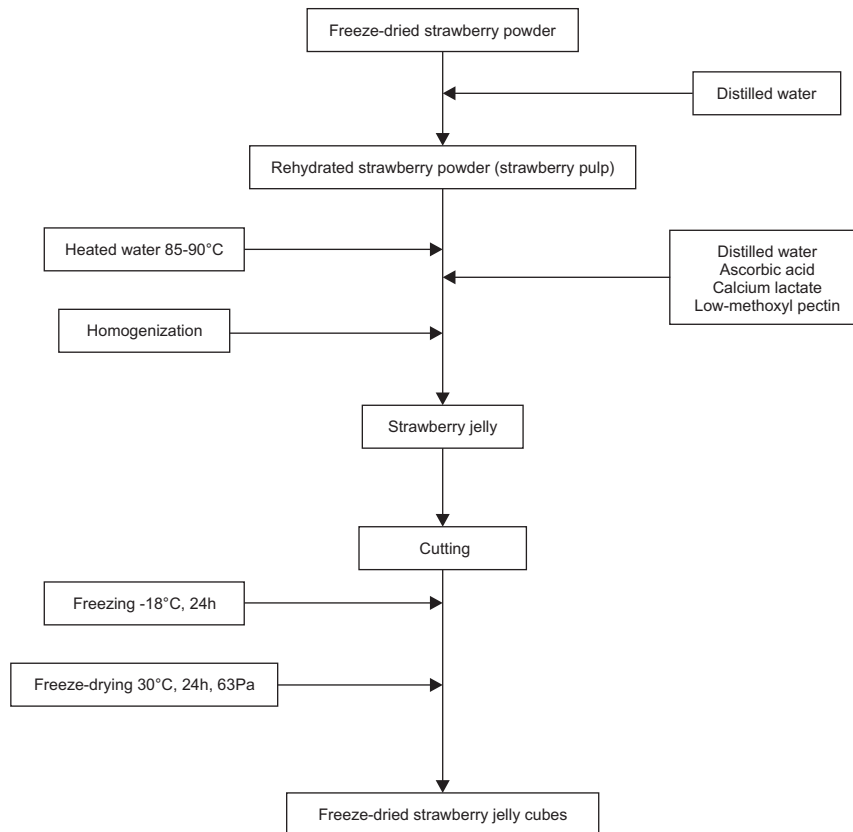 Freeze-dried strawberry powder
Distilled water
Rehydrated strawberry powder (strawberry pulp)
Heated water 85-90°C
Distilled water
Ascorbic acid
Calcium lactate
Low-methoxyl pectin
Homogenization
Strawberry jelly
Cutting
Freezing -18°C, 24h
Freeze-drying 30°C, 24h, 63Pa
Freeze-dried strawberry jelly cubes